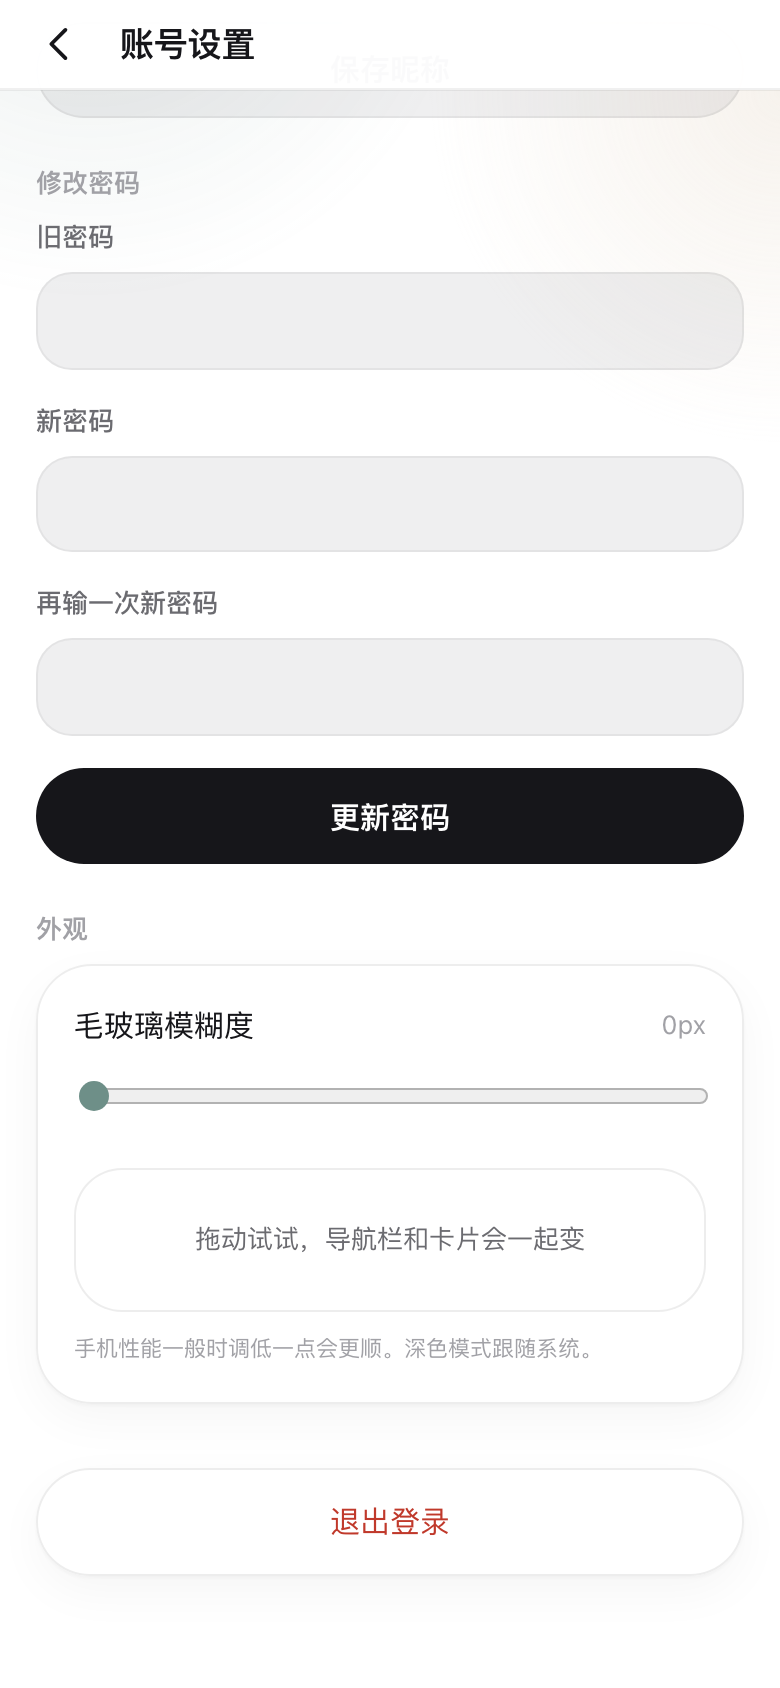 账号设置
保存昵称
修改密码
旧密码
新密码
再输一次新密码
更新密码
外观
毛玻璃模糊度
0px
拖动试试，导航栏和卡片会一起变
手机性能一般时调低一点会更顺。深色模式跟随系统。
退出登录